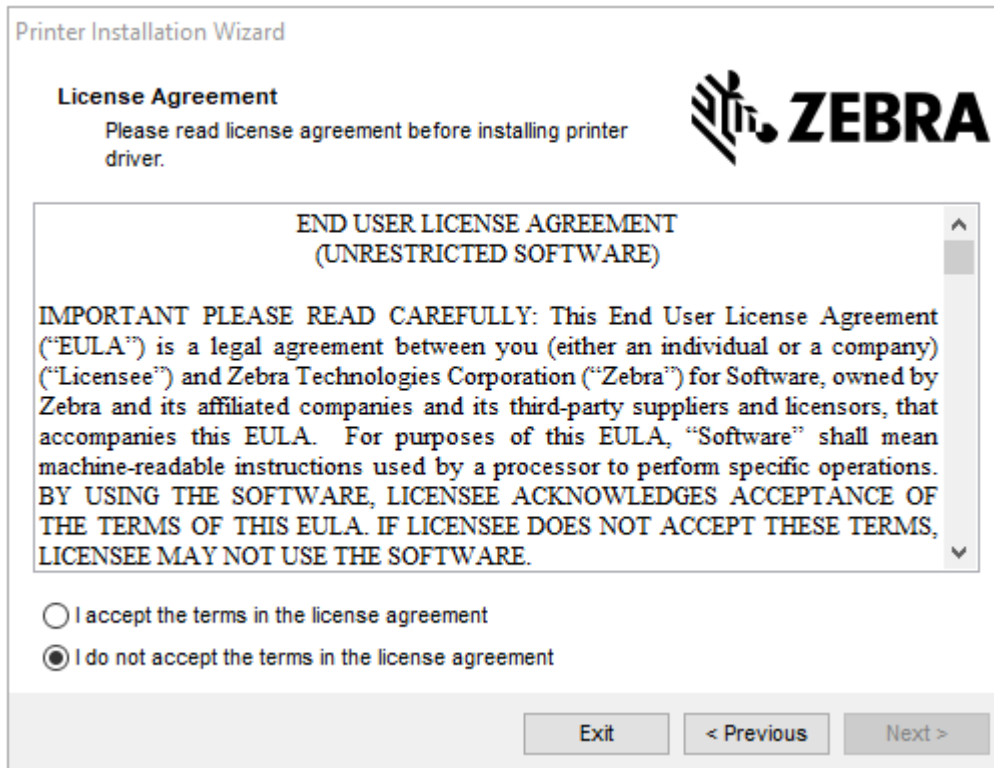 Printer Installation Wizard
License Agreement
Please read license agreement before installing printer
driver.
ZEBRA
END USER LICENSE AGREEMENT
(UNRESTRICTED SOFTWARE)
IMPORTANT PLEASE READ CAREFULLY: This End User License Agreement
(“EULA”) is a legal agreement between you (either an individual or a company)
(“Licensee”) and Zebra Technologies Corporation (“Zebra”) for Software, owned by
Zebra and its affiliated companies and its third-party suppliers and licensors, that
accompanies this EULA.  For purposes of this EULA, “Software” shall mean
machine-readable instructions used by a processor to perform specific operations.
BY USING THE SOFTWARE, LICENSEE ACKNOWLEDGES ACCEPTANCE OF
THE TERMS OF THIS EULA. IF LICENSEE DOES NOT ACCEPT THESE TERMS,
LICENSEE MAY NOT USE THE SOFTWARE.
I accept the terms in the license agreement
I do not accept the terms in the license agreement
Exit < Previous Next >